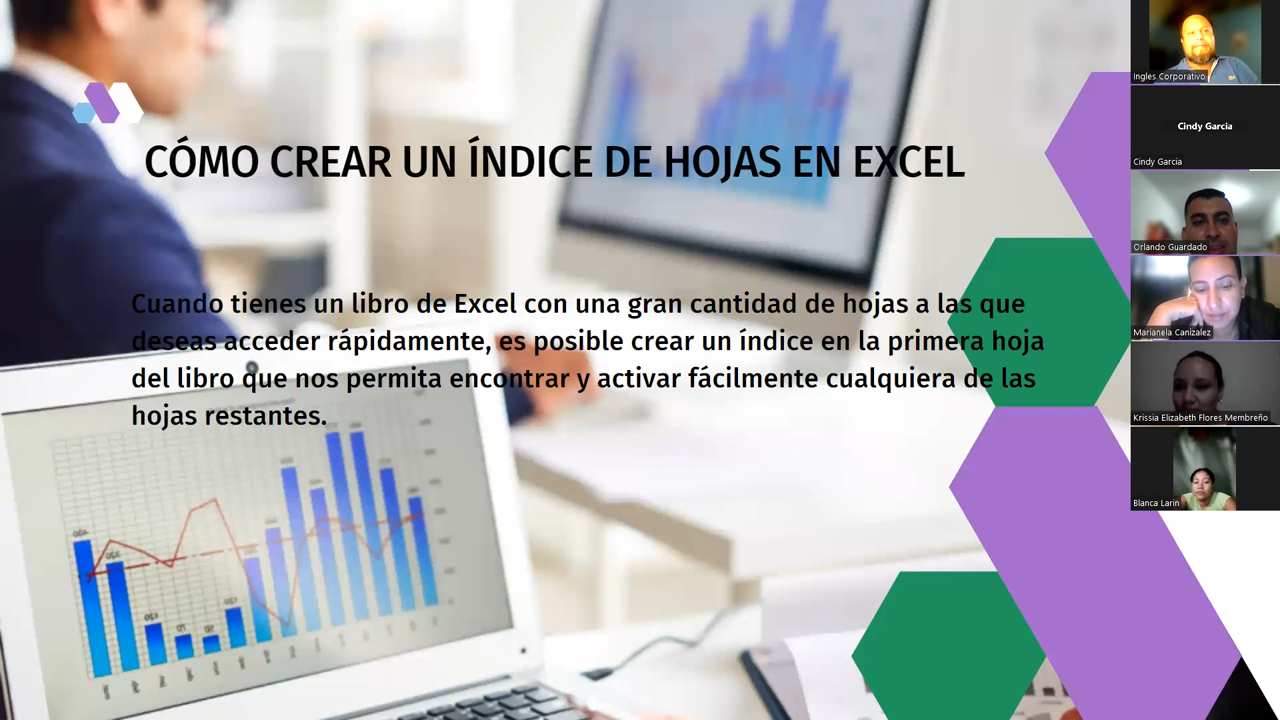 CÓMO CREAR UN ÍNDICE DE HOJAS EN EXCEL
Cuando tienes un libro de Excel con una gran cantidad de hojas a las que
deseas acceder rápidamente, es posible crear un índice en la primera hoja
del libro que nos permita encontrar y activar fácilmente cualquiera de las
hojas restantes.
Ingles Corporativo
Cindy Garcia
Cindy Garcia
Orlando Guardado
Marianela Canizalez
Krissia Elizabeth Flores Membreño
Blanca Larin